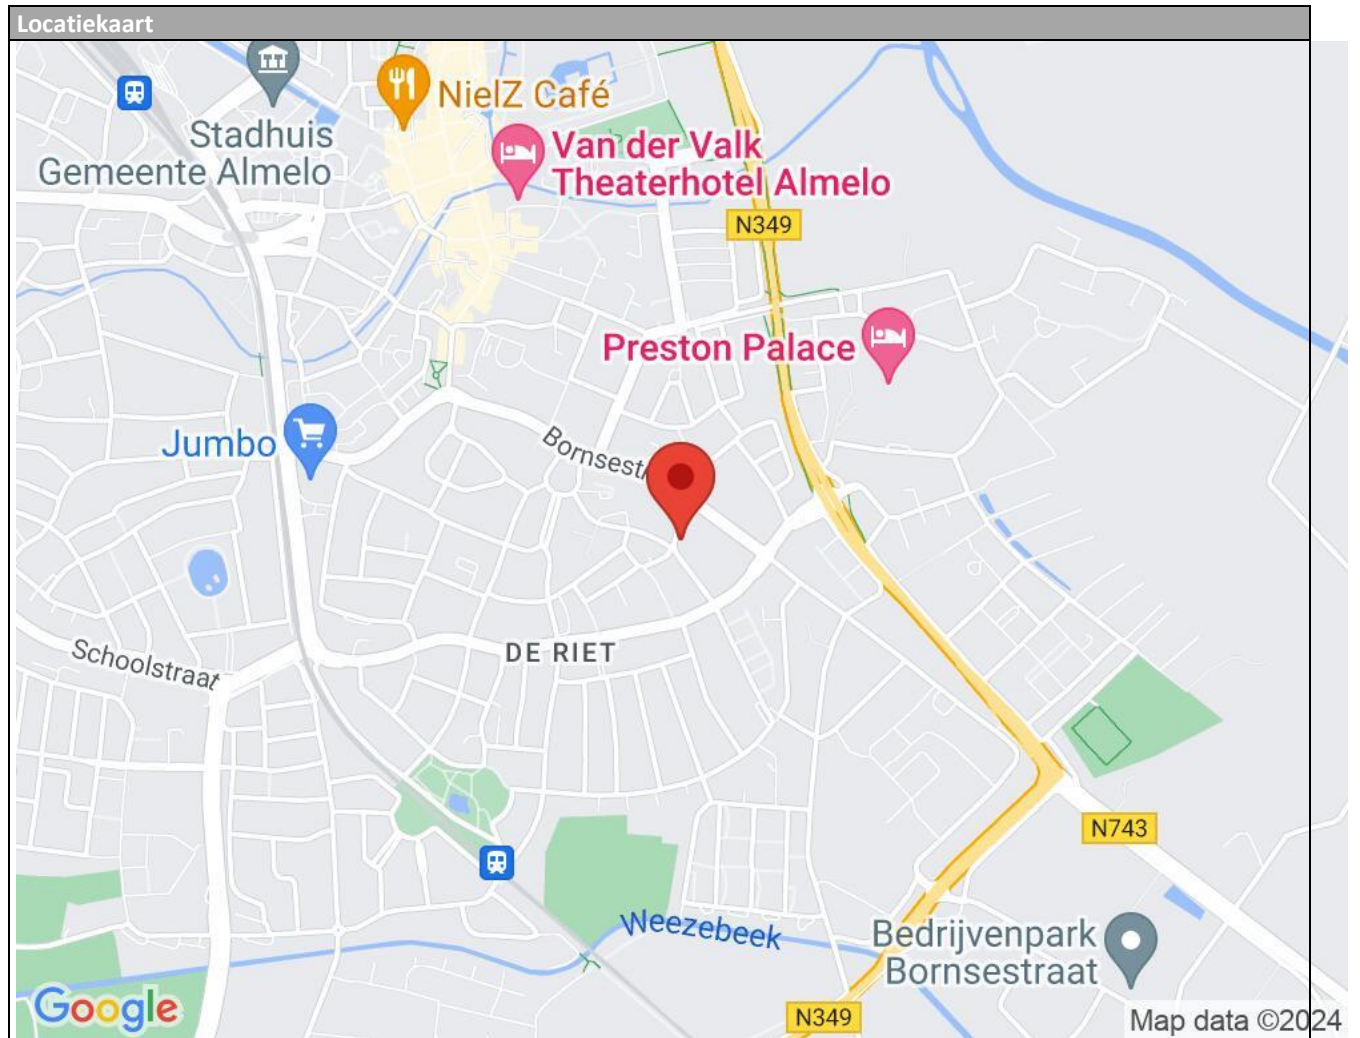 Locatiekaart
NielZ Café
Stadhuis
Gemeente Almelo
Van der Valk
Theaterhotel Almelo
N349
Preston Palace
Jumbo
Bornsestr
Schoolstraat
DE RIET
N743
Weezebeek
Bedrijvenpark
Bornsestraat
Google
N349
Map data ©2024